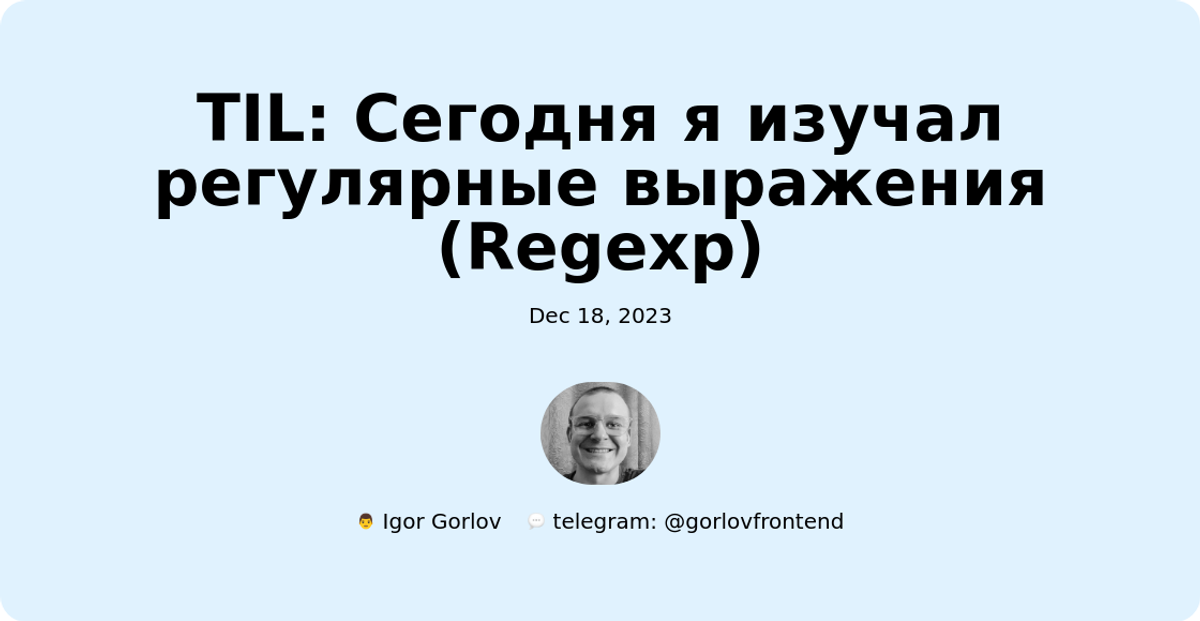 TIL: Сегодня я изучал
регулярные выражения
(Regexp)
Dec 18, 2023
👨 Igor Gorlov 💬 telegram: @gorlovfrontend